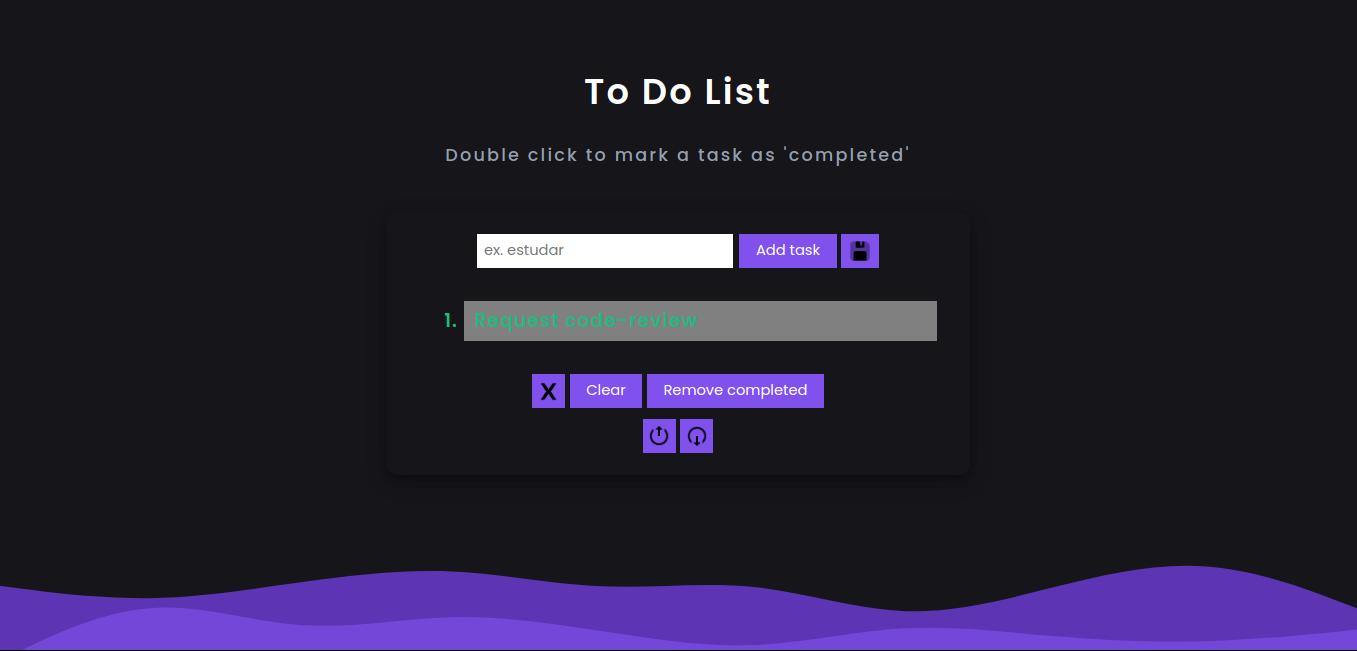 To Do List
Double click to mark a task as 'completed'
ex. estudar Add task
1. Request code-review
X Clear Remove completed